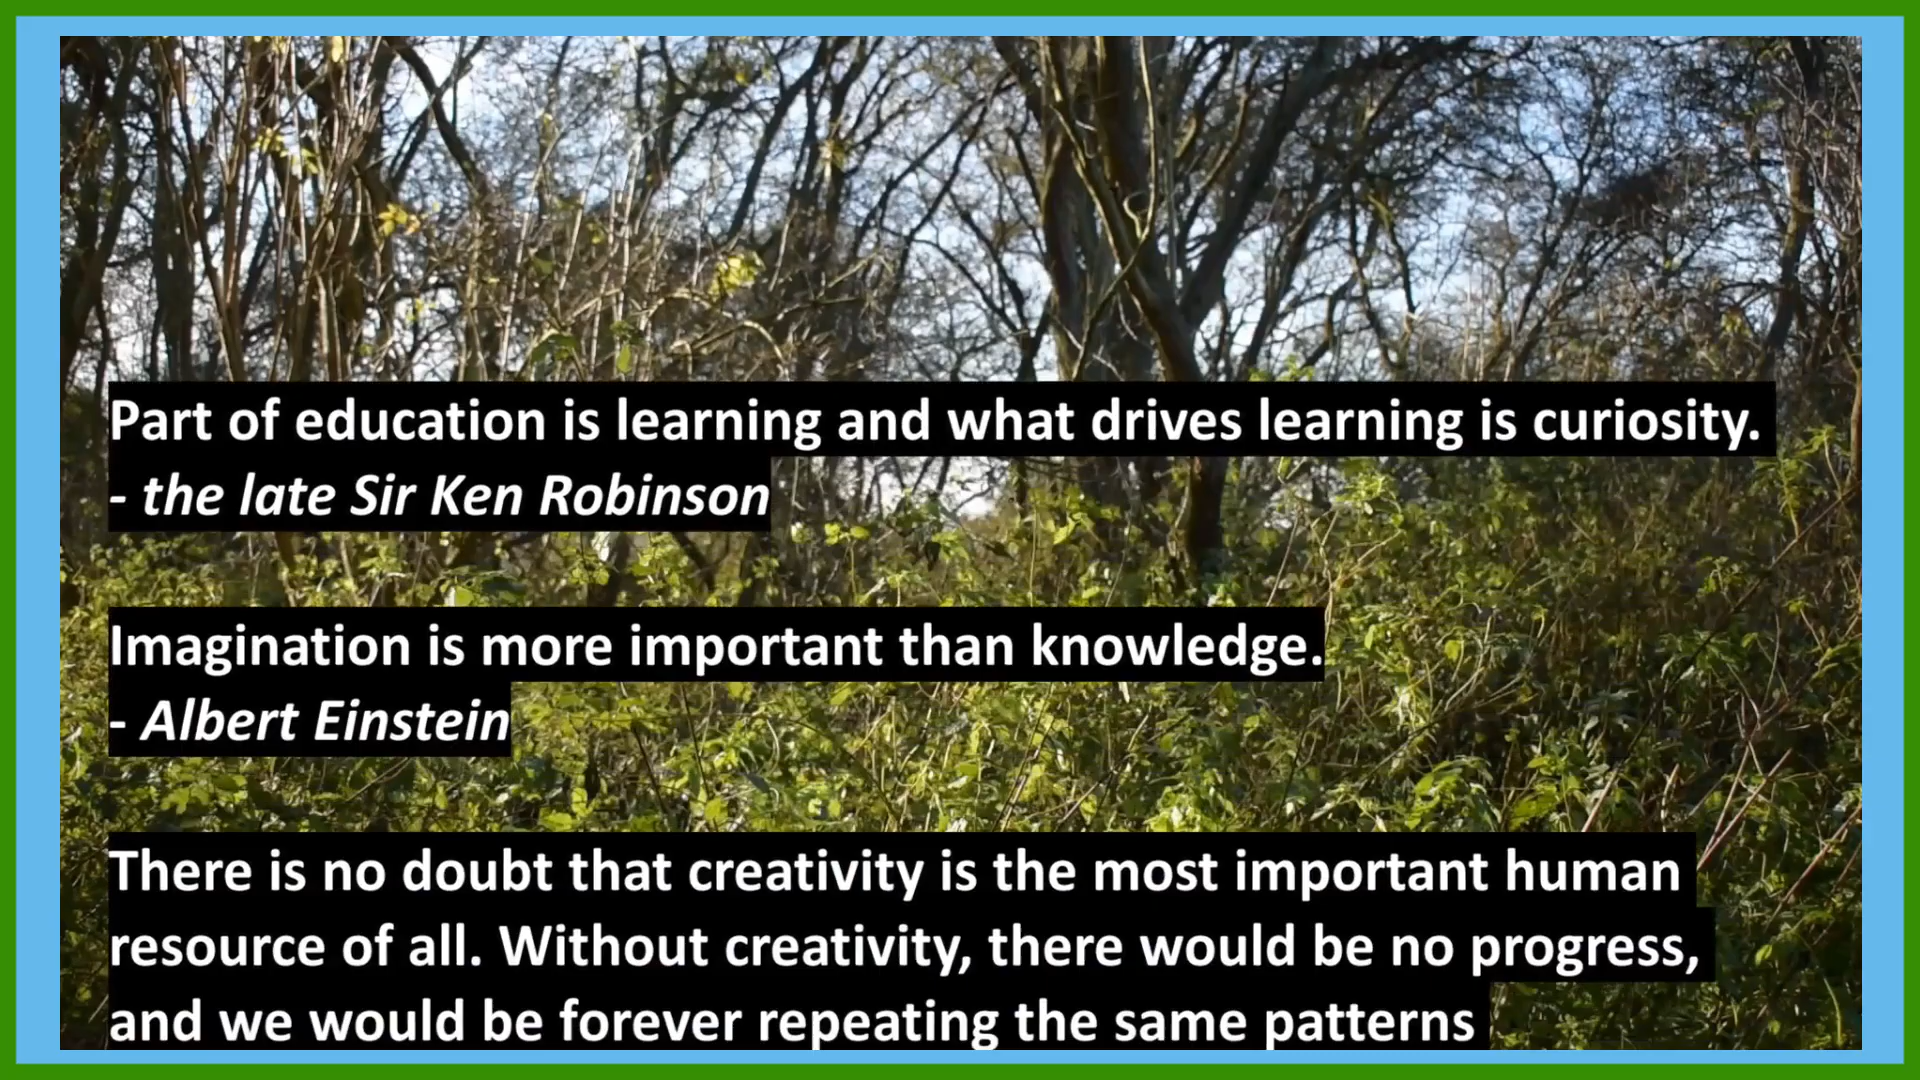 Part of education is learning and what drives learning is curiosity.
- the late Sir Ken Robinson
Imagination is more important than knowledge.
- Albert Einstein
There is no doubt that creativity is the most important human
resource of all. Without creativity, there would be no progress,
and we would be forever repeating the same patterns